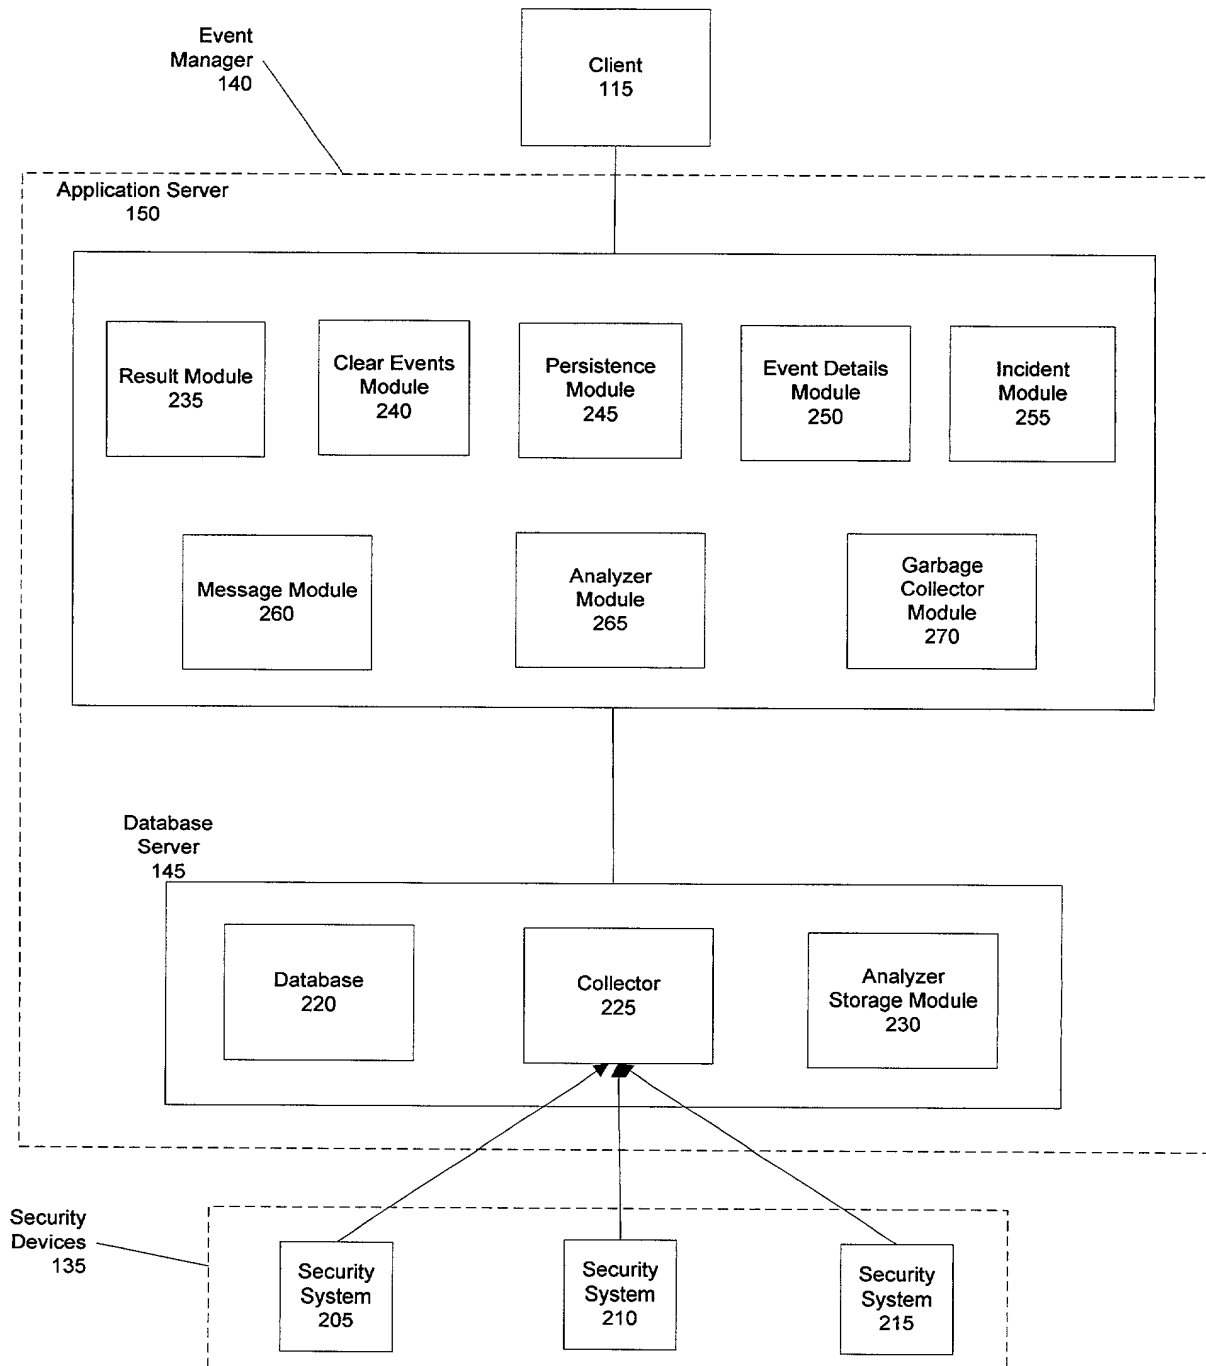 Event
Manager
140
Client
115
Application Server
150
Result Module
235
Clear Events
Module
240
Persistence
Module
245
Event Details
Module
250
Incident
Module
255
Message Module
260
Analyzer
Module
265
Garbage
Collector
Module
270
Database
Server
145
Database
220
Collector
225
Analyzer
Storage Module
230
Security
Devices
135
Security
System
205
Security
System
210
Security
System
215